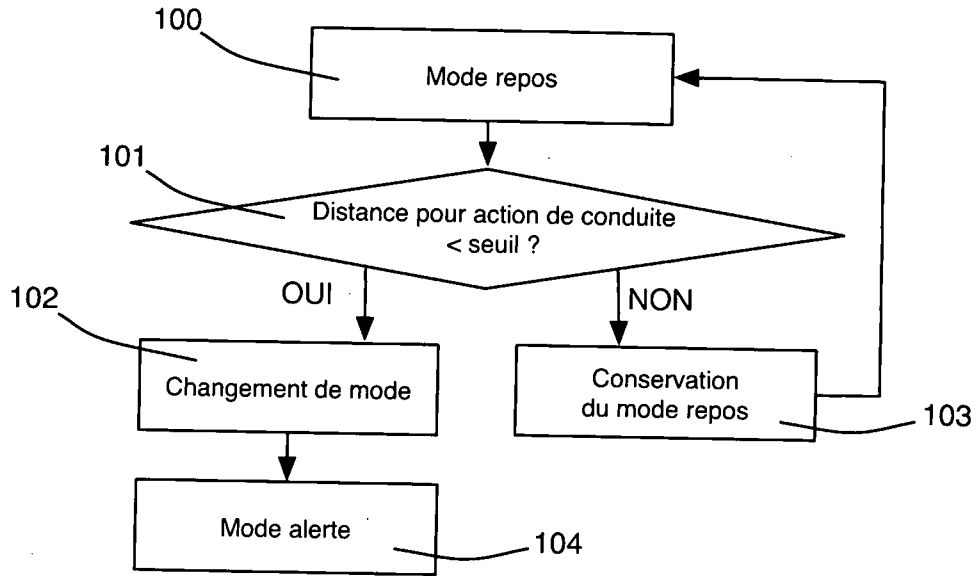 100
Mode repos
101
Distance pour action de conduite
< seuil ?
OUI
NON
102
Changement de mode
Conservation
du mode repos
103
Mode alerte
104